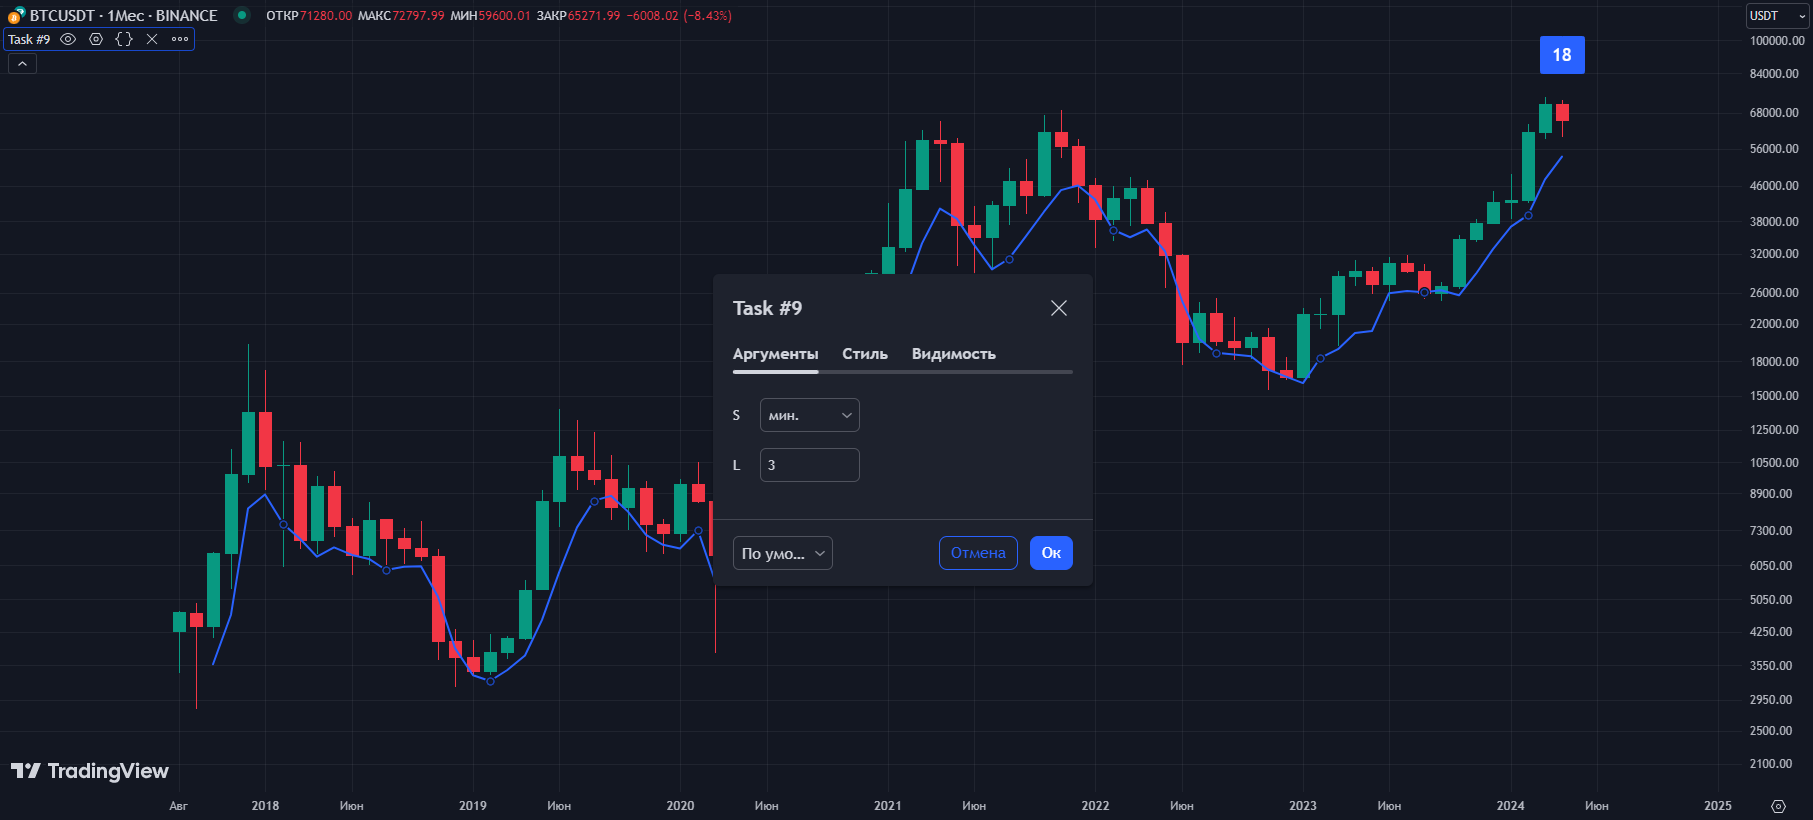 BTCUSDT · 1Мес · BINANCE ОТКР71280.00 МАКС72797.99 МИН59600.01 ЗАКР65271.99 −6008.02 (−8.43%)
USDT
Task #9
18
100000.00
84000.00
68000.00
56000.00
46000.00
38000.00
32000.00
26000.00
22000.00
18000.00
15000.00
12500.00
10500.00
8900.00
7300.00
6050.00
5050.00
4250.00
3550.00
2950.00
2500.00
2100.00
Task #9
Аргументы Стиль Видимость
S мин.
L 3
По умо... Отмена Ок
TradingView
Авг 2018 Июн 2019 Июн 2020 Июн 2021 Июн 2022 Июн 2023 Июн 2024 Июн 2025